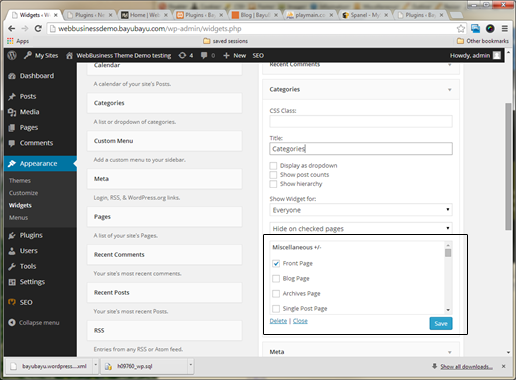 Widgets ‹ W
Plugins ‹ No
Home | Web
Plugins ‹ B
Blog | Bayu
playmain.c
Spanel - My
Plugins ‹ B
webbusinessdemo.bayubayu.com/wp-admin/widgets.php
Apps
saved sessions
Other bookmarks
My Sites
WebBusiness Theme Demo testing
4
0
New
SEO
Howdy, admin
Dashboard
Posts
Media
Pages
Comments
Appearance
Themes
Customize
Widgets
Menus
Plugins
Users
Tools
Settings
SEO
Collapse menu
Calendar
A calendar of your site's Posts.
Categories
A list or dropdown of categories.
Custom Menu
Add a custom menu to your sidebar.
Meta
Login, RSS, & WordPress.org links.
Pages
A list of your site's Pages.
Recent Comments
Your site's most recent comments.
Recent Posts
Your site's most recent Posts.
RSS
Entries from any RSS or Atom feed.
Recent Comments
Categories
CSS Class:
Title:
Categories
Display as dropdown
Show post counts
Show hierarchy
Show Widget for:
Everyone
Hide on checked pages
Miscellaneous +/-
Front Page
Blog Page
Archives Page
Single Post Page
Delete | Close
Save
Meta
bayubayu.wordpress....xml
h09760_wp.sql
Show all downloads...